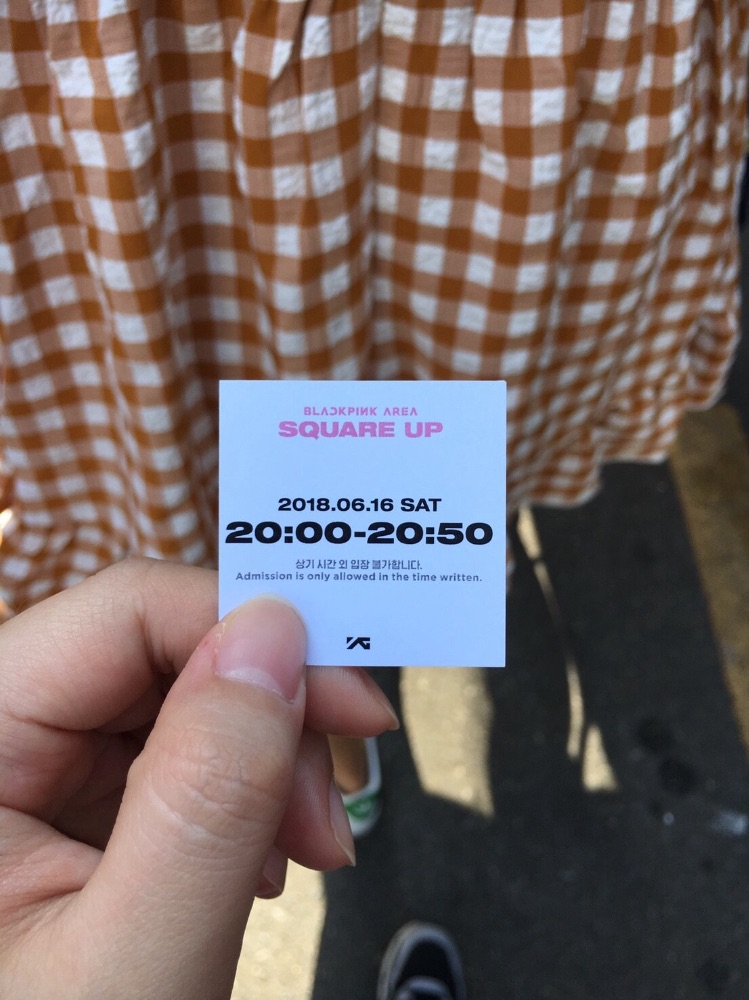 BLACKPINK AREA
SQUARE UP
2018.06.16 SAT
20:00-20:50
상기 시간 외 입장 불가합니다.
Admission is only allowed in the time written.
YG